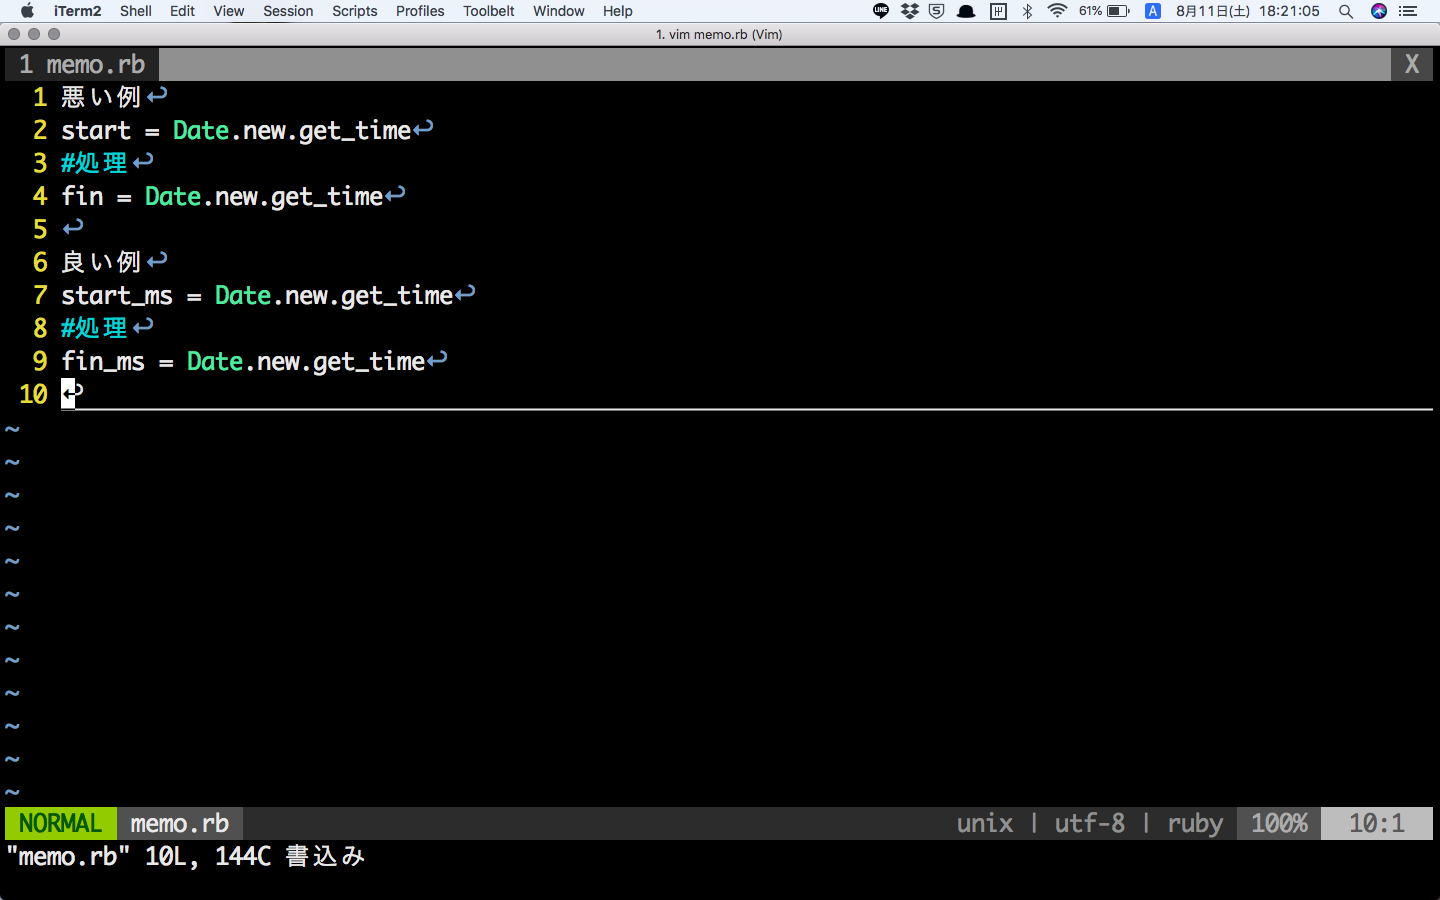 iTerm2 Shell Edit View Session Scripts Profiles Toolbelt Window Help LINE 5 61% A 8月11日(土) 18:21:05
1. vim memo.rb (Vim)
1 memo.rb X
1 悪い例
2 start = Date.new.get_time
3 #処理
4 fin = Date.new.get_time
5
6 良い例
7 start_ms = Date.new.get_time
8 #処理
9 fin_ms = Date.new.get_time
10
~
~
~
~
~
~
~
~
~
~
~
~
NORMAL memo.rb unix | utf-8 | ruby 100% 10:1
"memo.rb" 10L, 144C 書込み